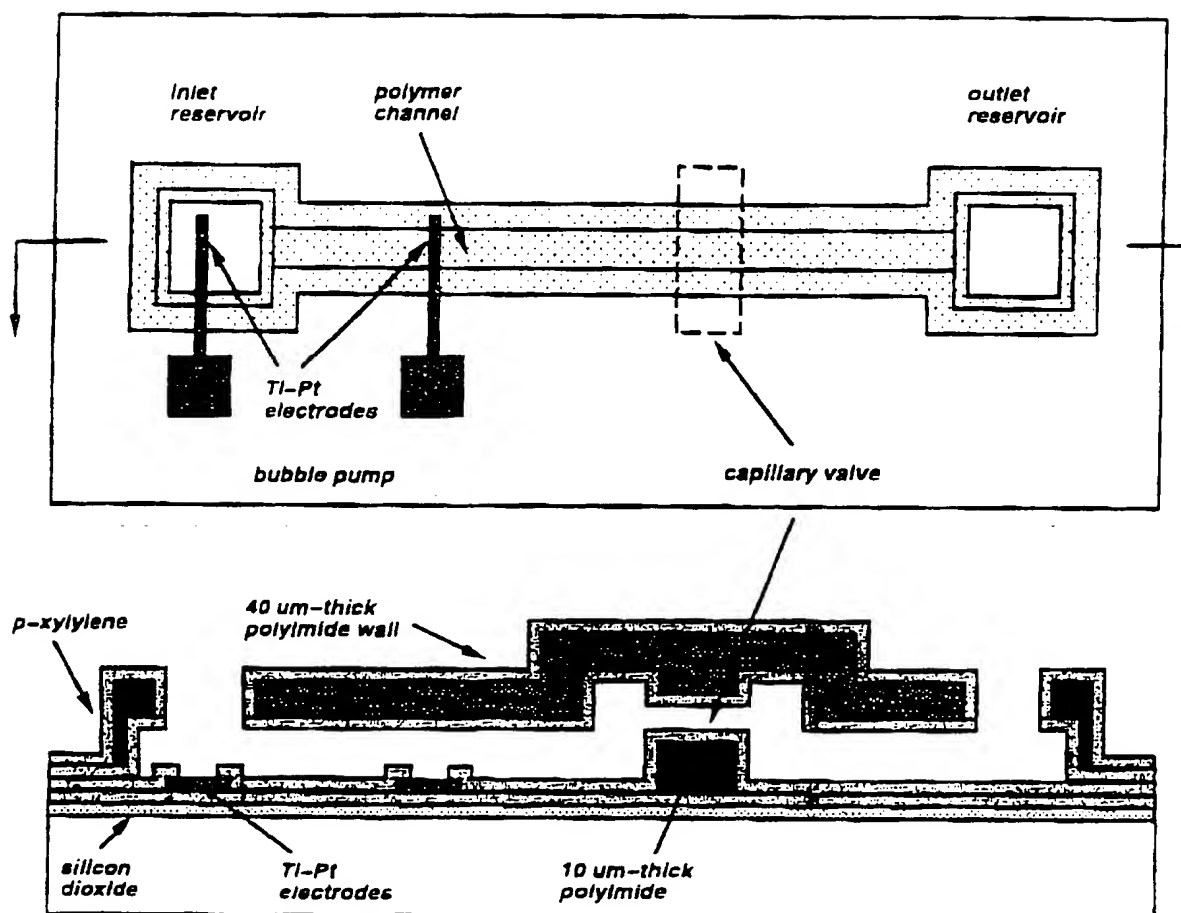 inlet
reservoir
polymer
channel
outlet
reservoir
Ti-Pt
electrodes
bubble pump
capillary valve
p-xylylene
40 um-thick
polyimide wall
silicon
dioxide
Ti-Pt
electrodes
10 um-thick
polyimide